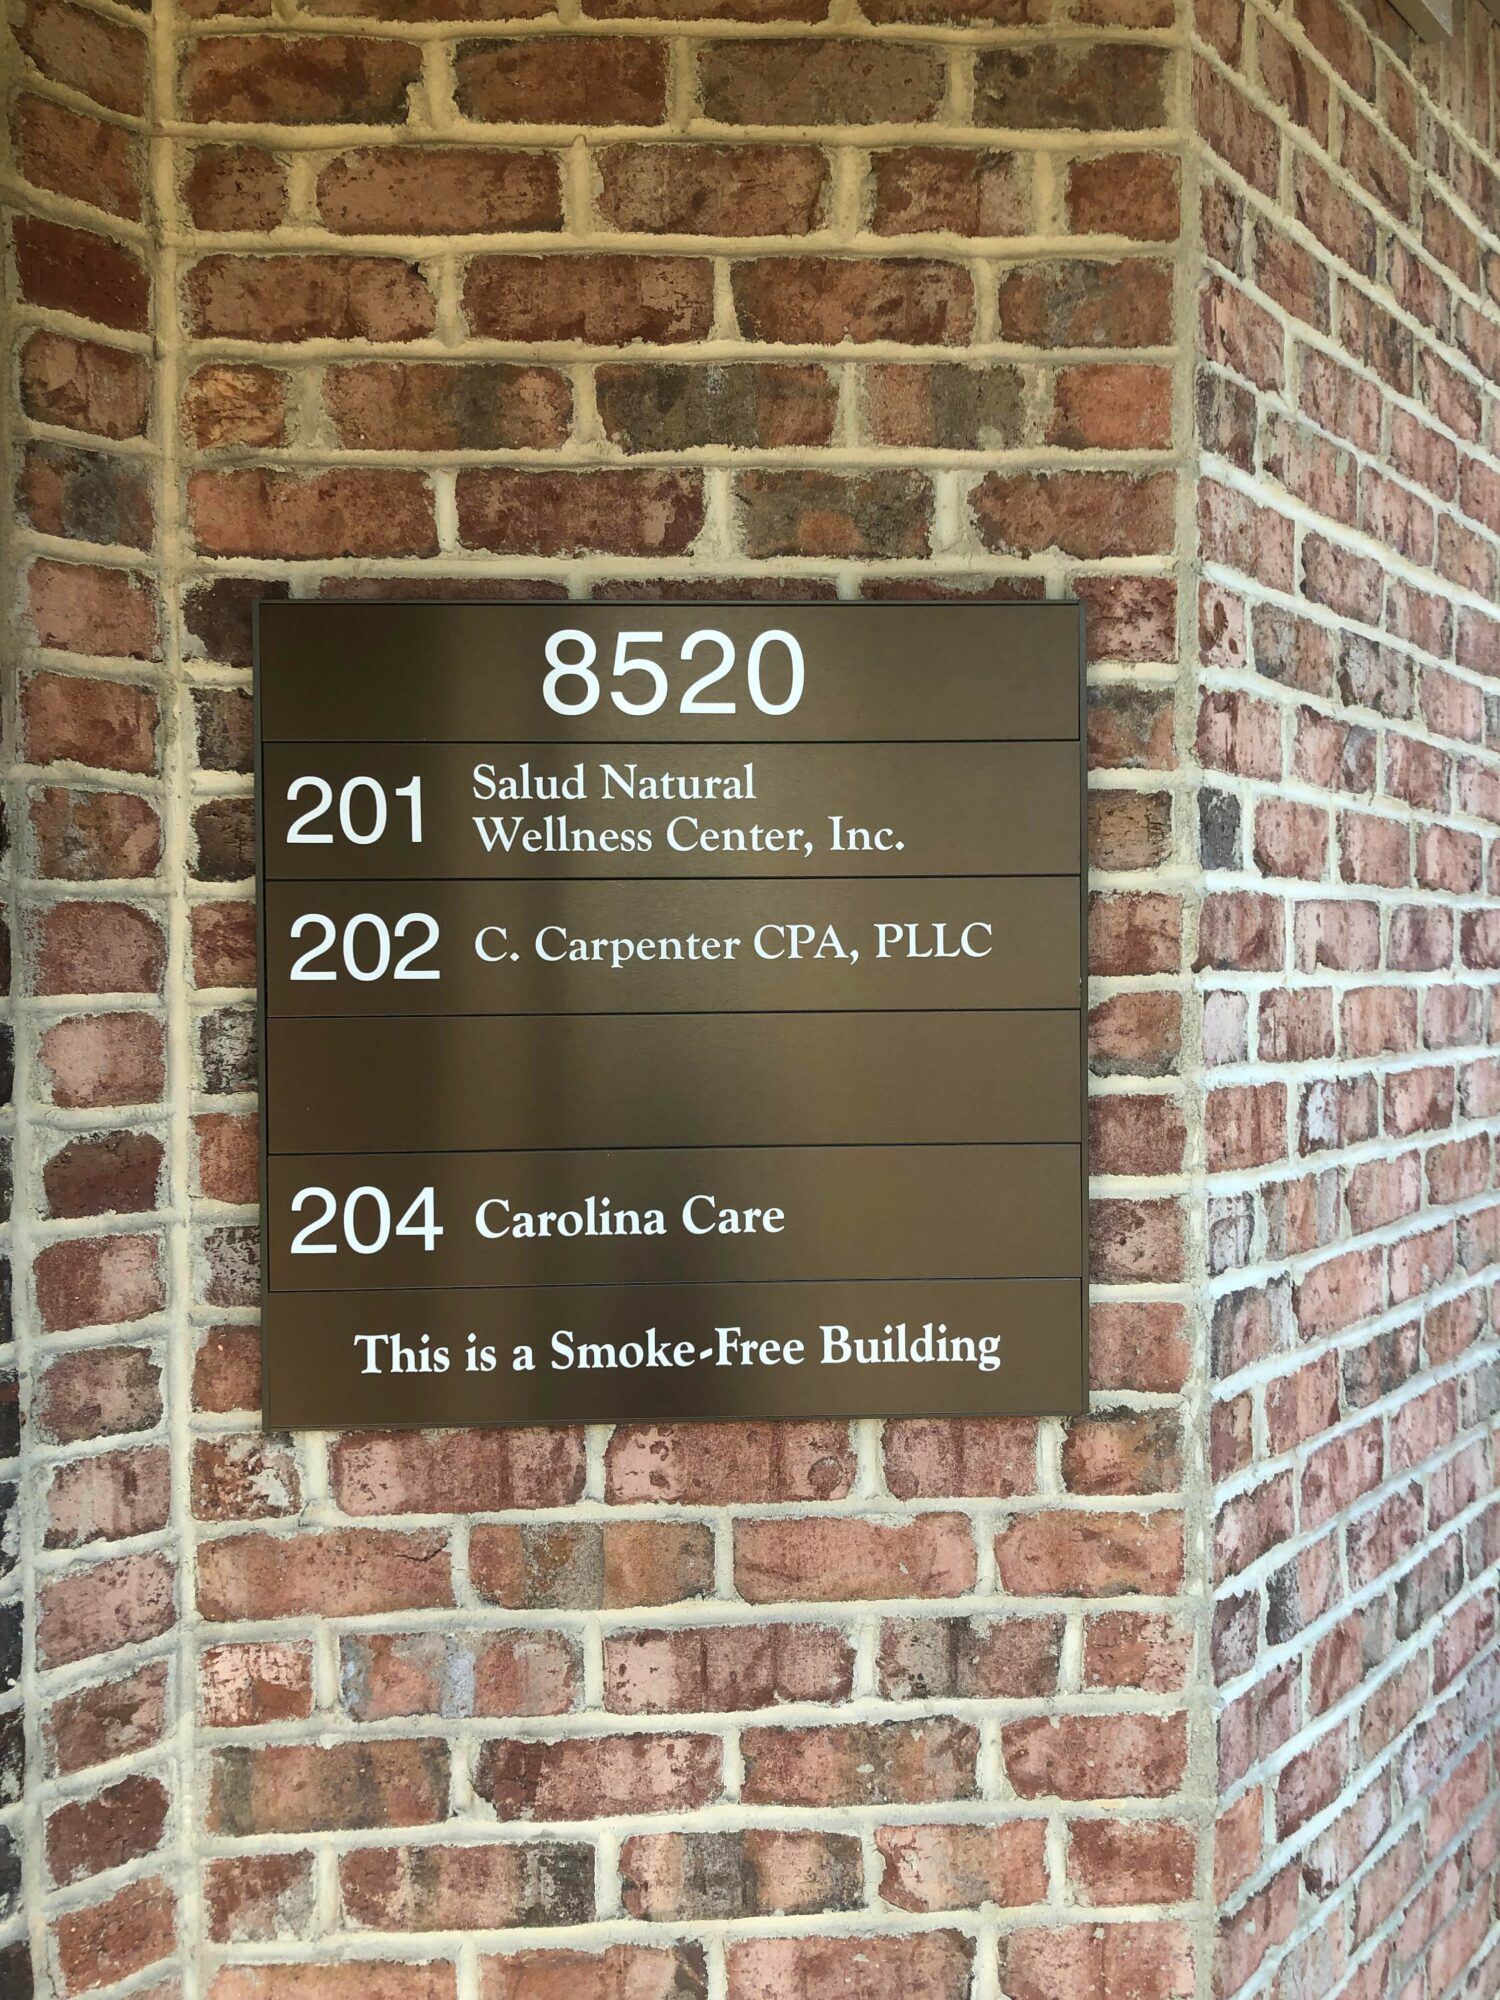 8520
201 Salud Natural
Wellness Center, Inc.
202 C. Carpenter CPA, PLLC
204 Carolina Care
This is a Smoke-Free Building